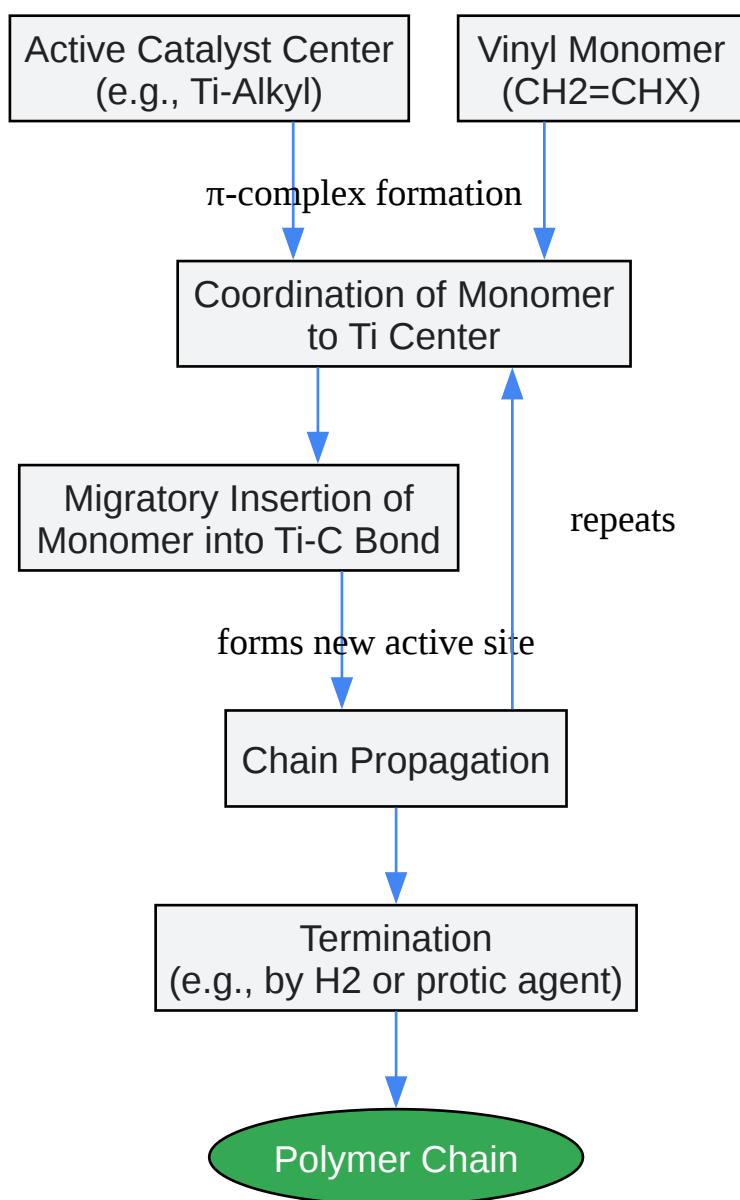 Active Catalyst Center
(e.g., Ti-Alkyl)
Vinyl Monomer
(CH2=CHX)
π-complex formation
Coordination of Monomer
to Ti Center
Migratory Insertion of
Monomer into Ti-C Bond
repeats
forms new active site
Chain Propagation
Termination
(e.g., by H2 or protic agent)
Polymer Chain